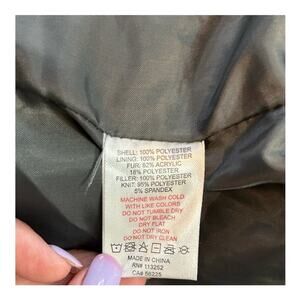 SHELL: 100% POLYESTER
LINING: 100% POLYESTER
FUR: 82% ACRYLIC
18% POLYESTER
FILLER: 100% POLYESTER
KNIT: 95% POLYESTER
5% SPANDEX
MACHINE WASH COLD
WITH LIKE COLORS
DO NOT TUMBLE DRY
DO NOT BLEACH
DRY FLAT
DO NOT IRON
DO NOT DRY CLEAN
MADE IN CHINA
RN# 113252
CA# 56225